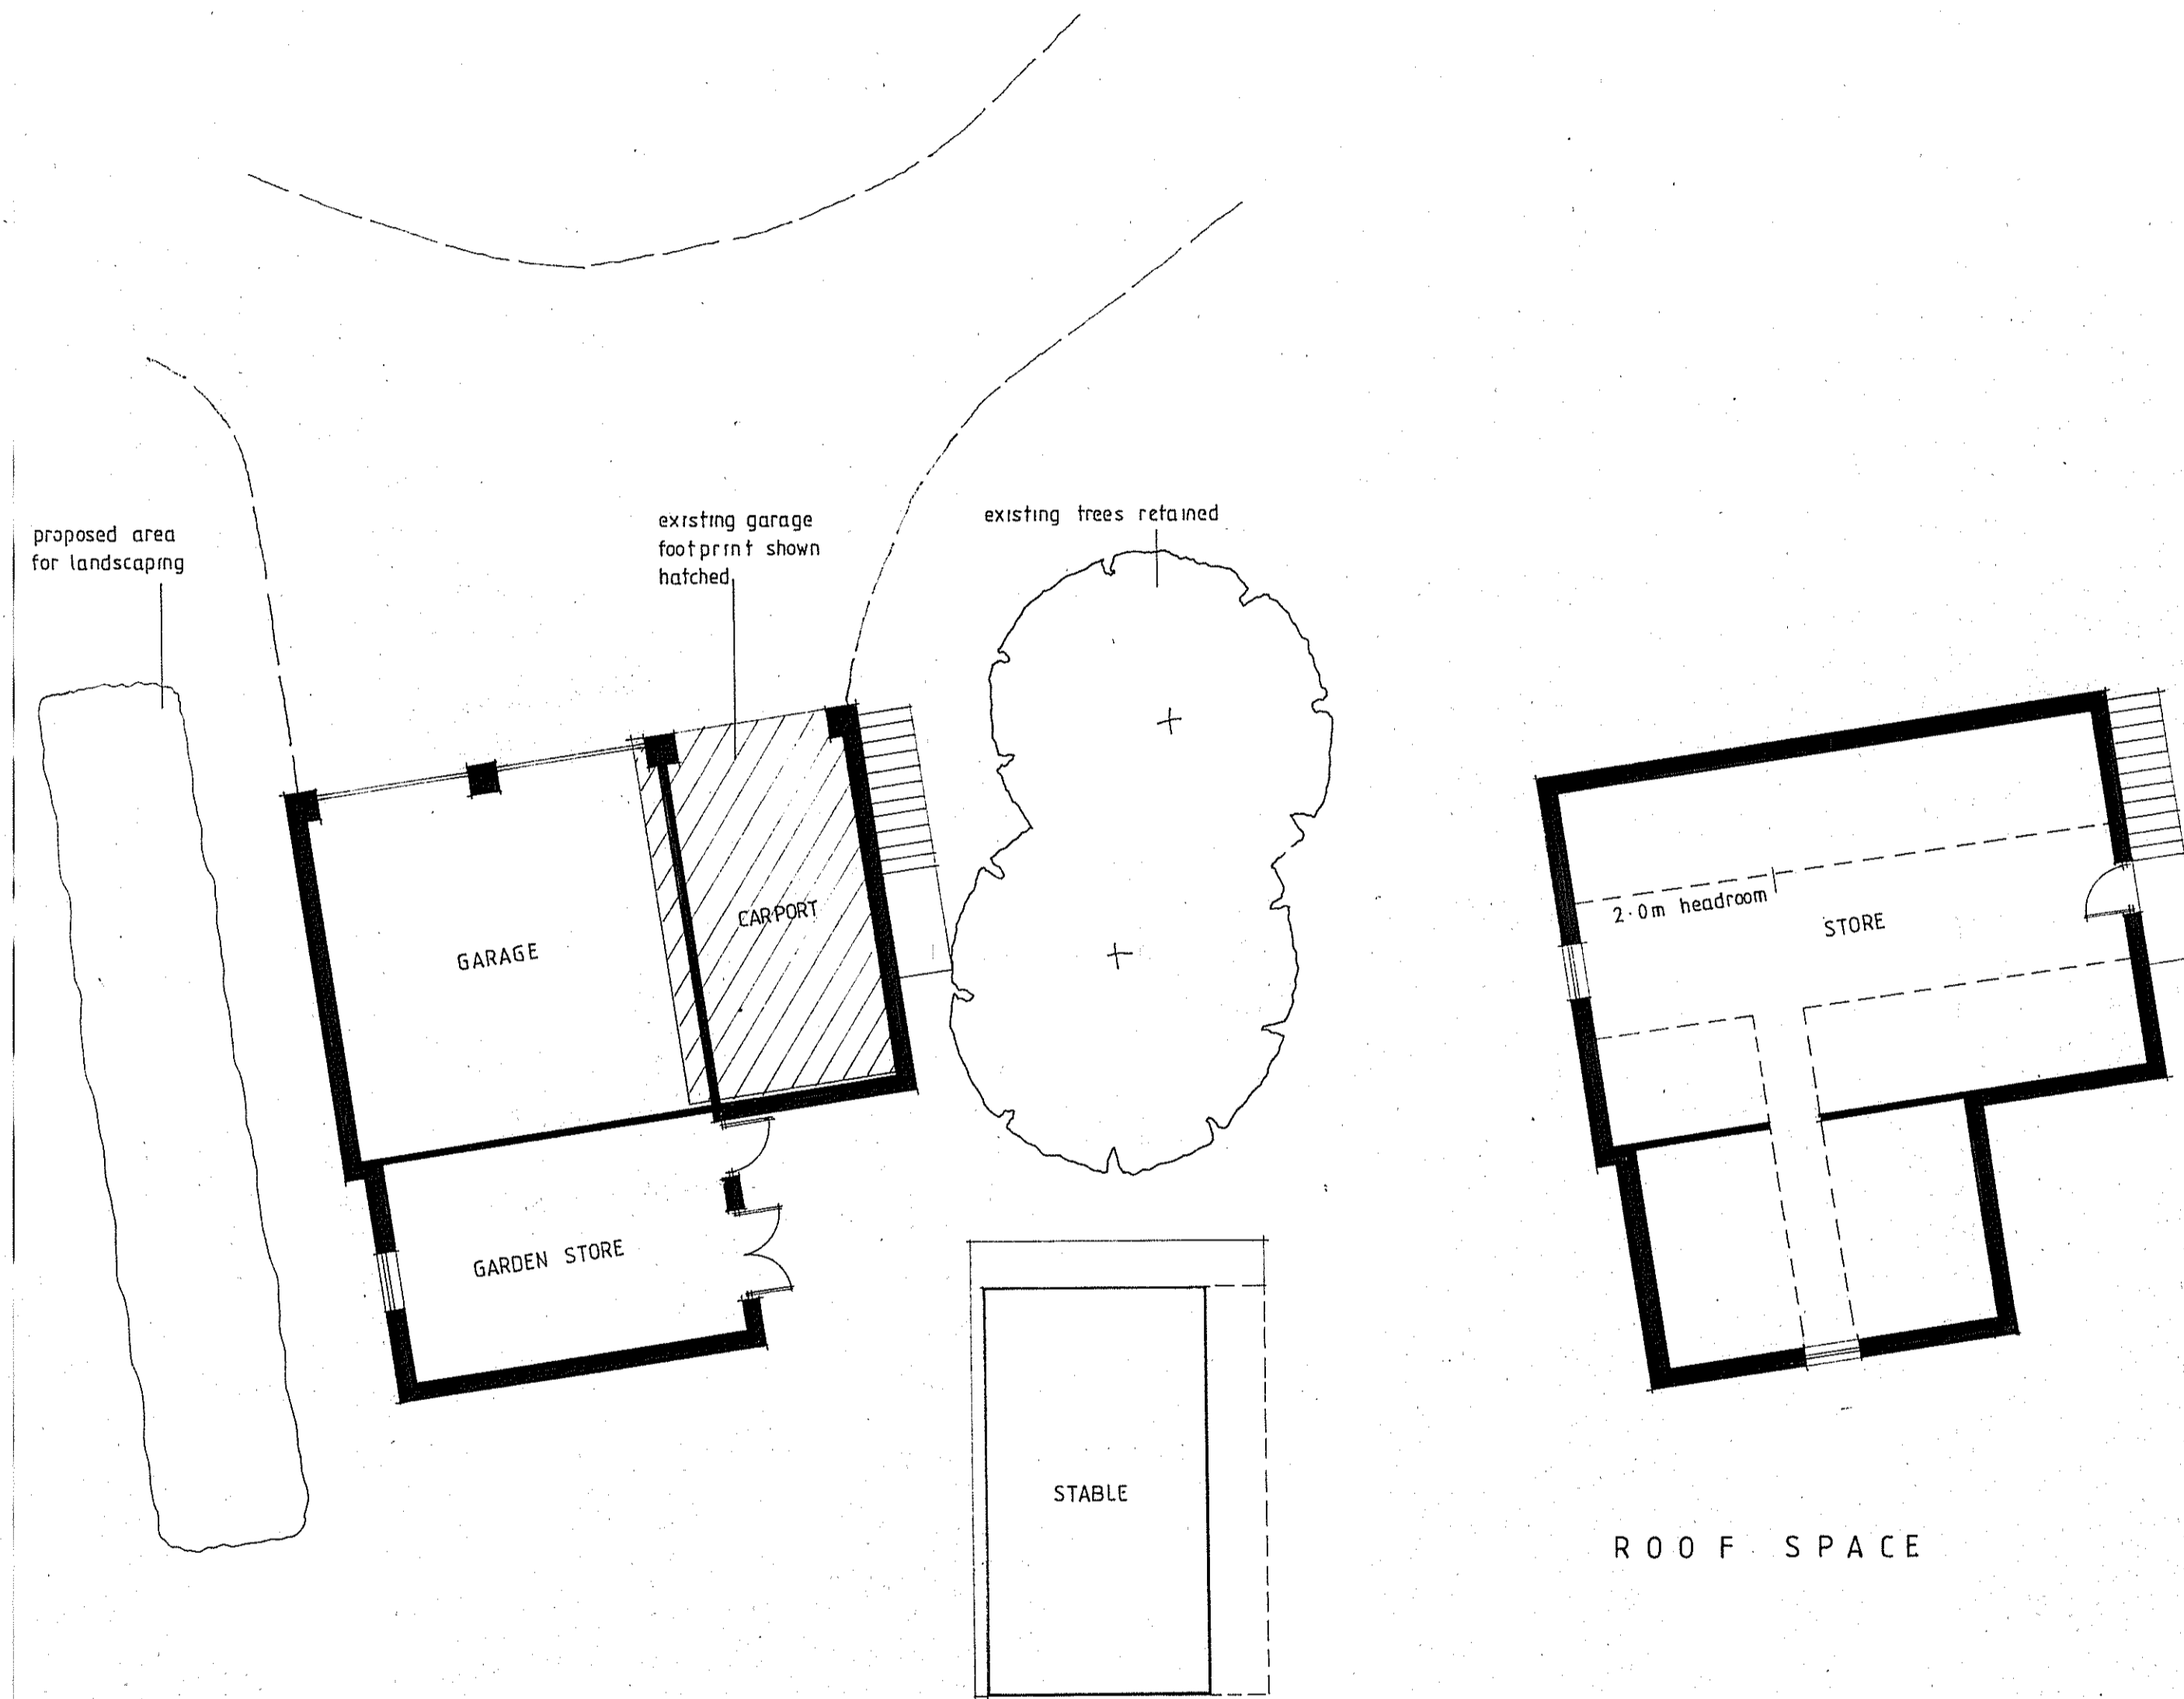 proposed area
for landscaping
existing garage
footprint shown
hatched
existing trees retained
GARAGE
CARPORT
GARDEN STORE
STABLE
2·0m headroom
STORE
ROOF SPACE